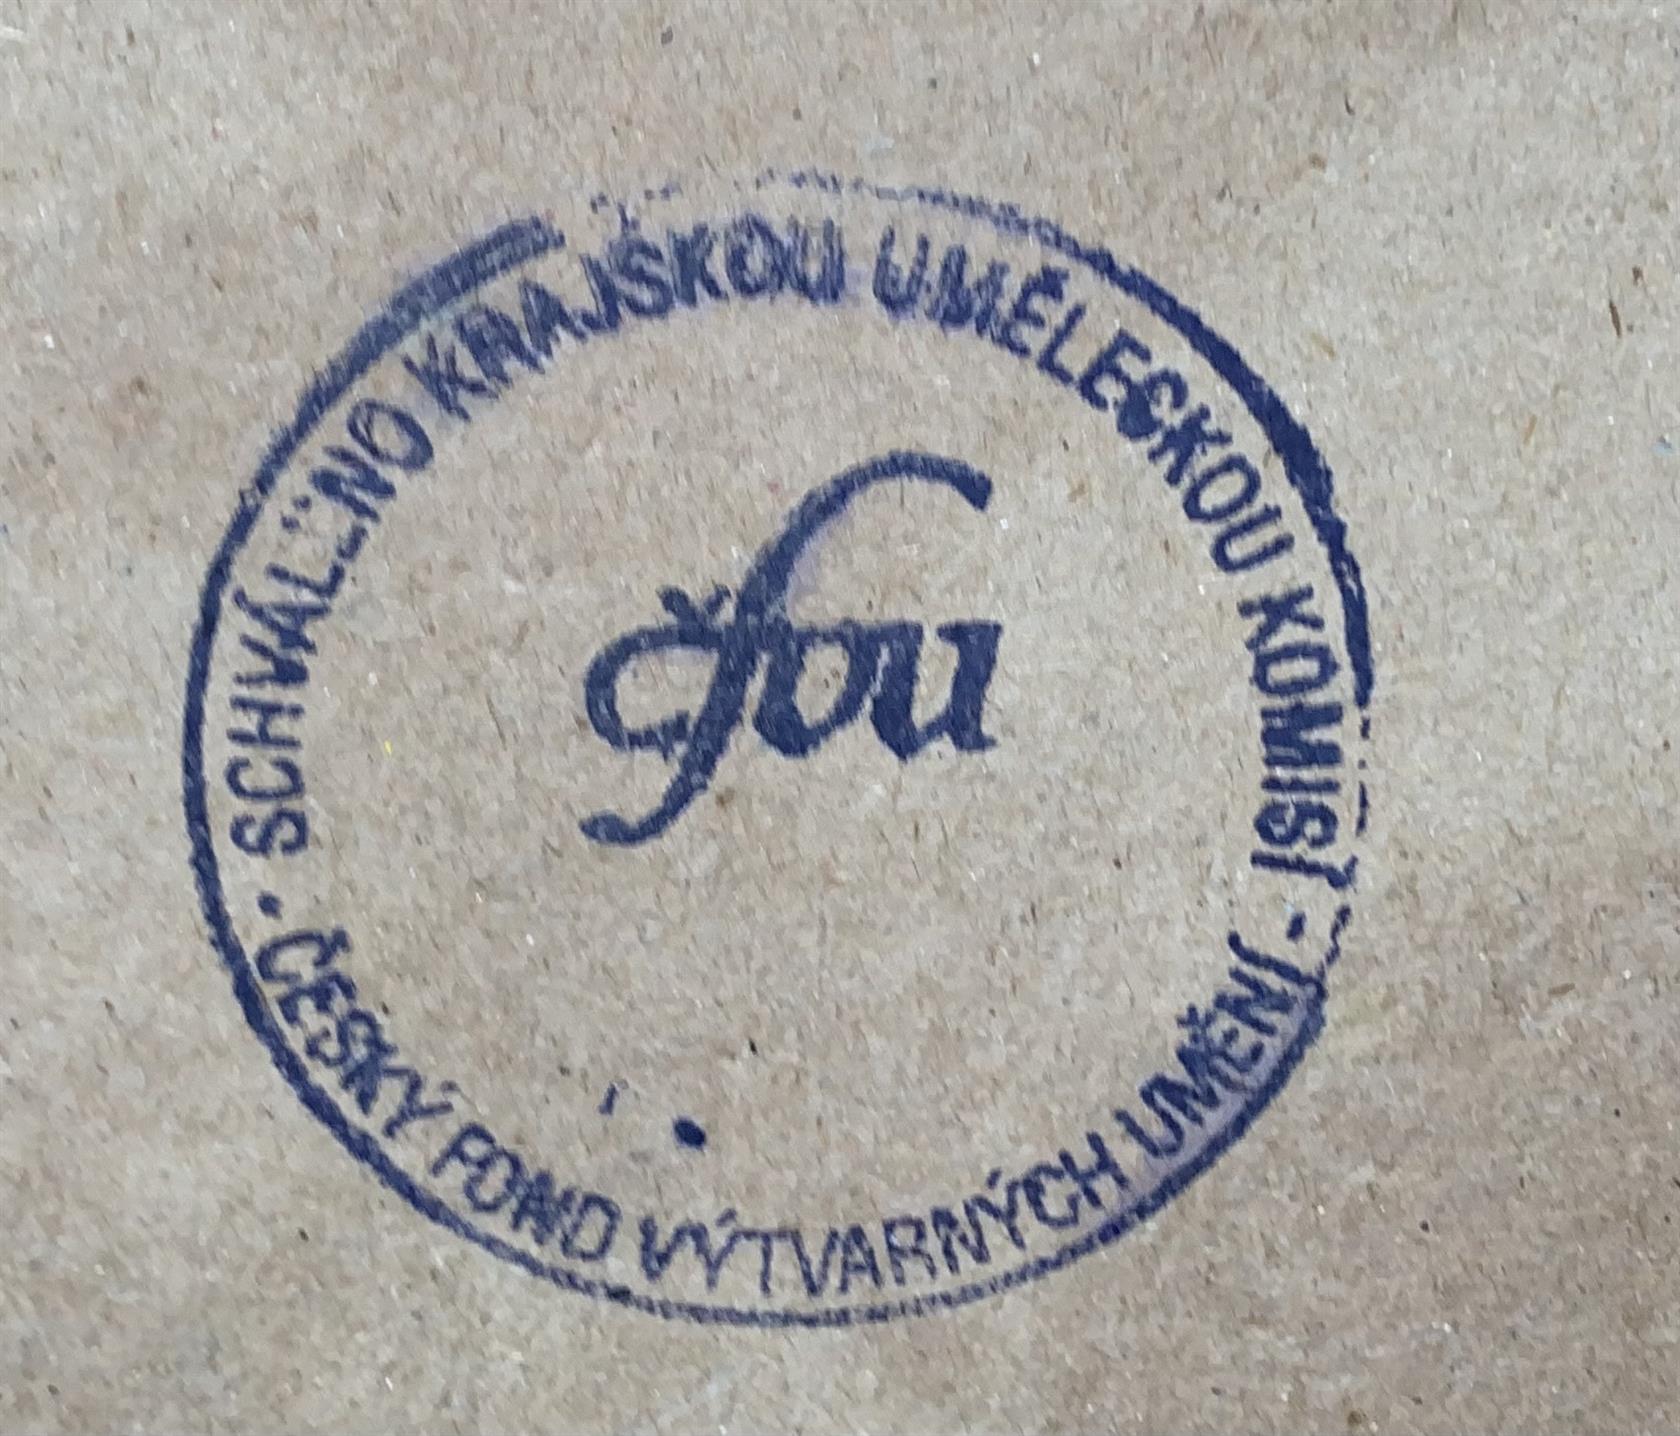 SCHVÁLENO KRAJSKOU UMĚLECKOU KOMISÍ
čfvu
ČESKÝ FOND VÝTVARNÝCH UMĚNÍ